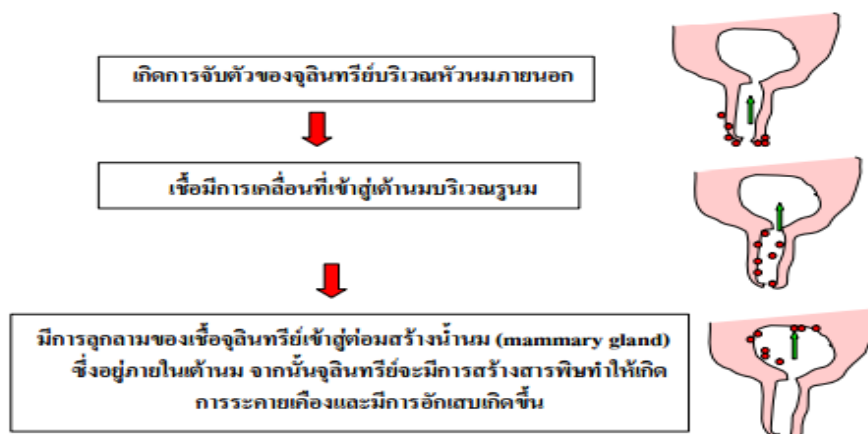 เกิดการจับตัวของจุลินทรีย์บริเวณหัวนมภายนอก
เชื้อมีการเคลื่อนที่เข้าสู่เต้านมบริเวณรูนม
มีการลุกลามของเชื้อจุลินทรีย์เข้าสู่ต่อมสร้างน้ำนม (mammary gland)
ซึ่งอยู่ภายในเต้านม จากนั้นจุลินทรีย์จะมีการสร้างสารพิษทำให้เกิด
การระคายเคืองและมีการอักเสบเกิดขึ้น